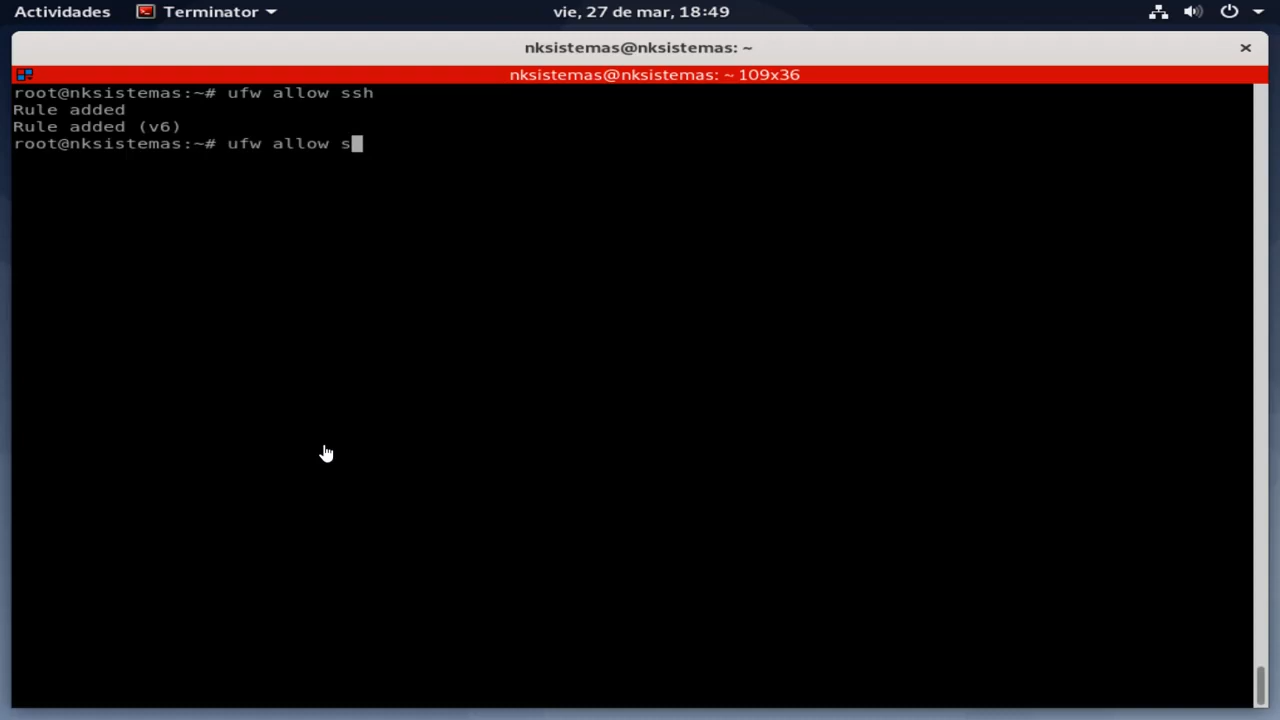 Actividades Terminator vie, 27 de mar, 18:49
nksistemas@nksistemas: ~
nksistemas@nksistemas: ~ 109x36
root@nksistemas:~# ufw allow ssh
Rule added
Rule added (v6)
root@nksistemas:~# ufw allow s